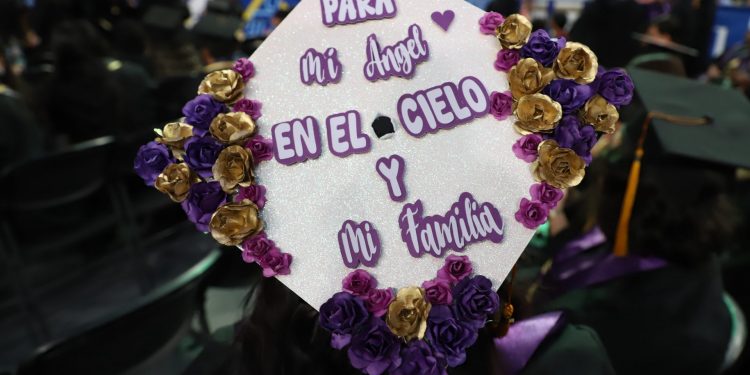 PARA
Mi Angel
EN EL CIELO
Y
Mi Familia